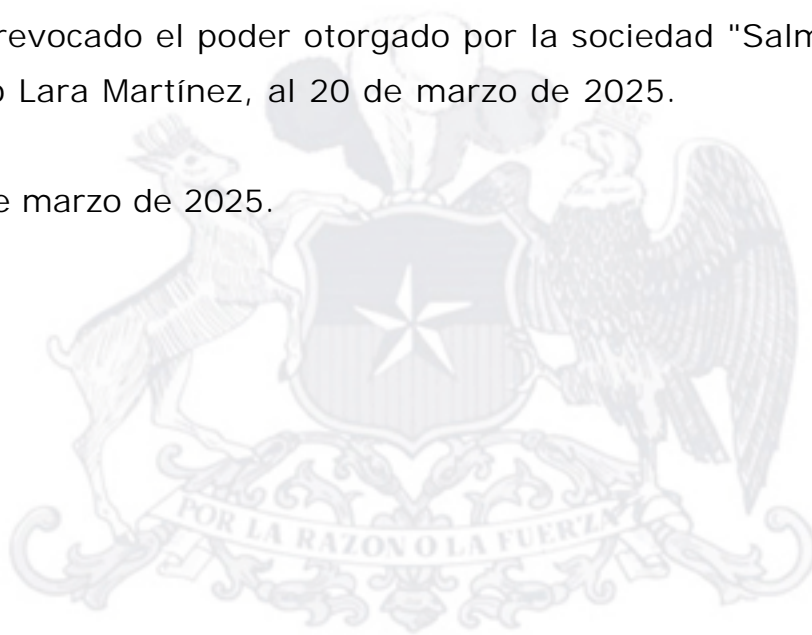 revocado el poder otorgado por la sociedad "Salm
Lara Martínez, al 20 de marzo de 2025.
marzo de 2025.
POR LA RAZON O LA FUERZA